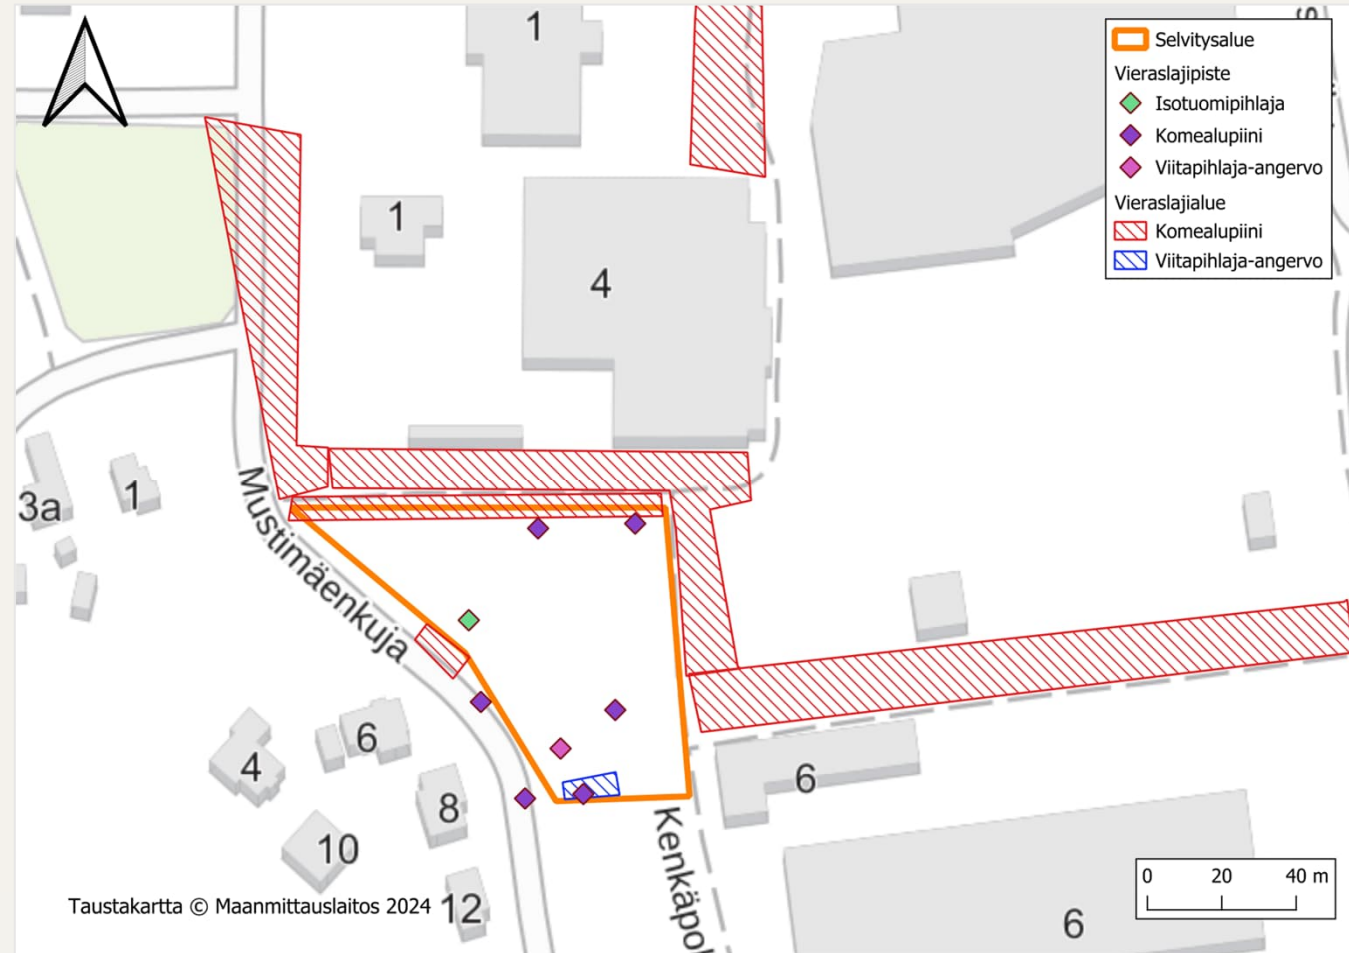 Selvitysalue
Vieraslajipiste
Isotuomipihlaja
Komealupiini
Viitapihlaja-angervo
Vieraslajialue
Komealupiini
Viitapihlaja-angervo
1
1
4
3a
1
Mustimäenkuja
6
4
8
10
12
6
6
Kenkäpol
0 20 40 m
Taustakartta © Maanmittauslaitos 2024